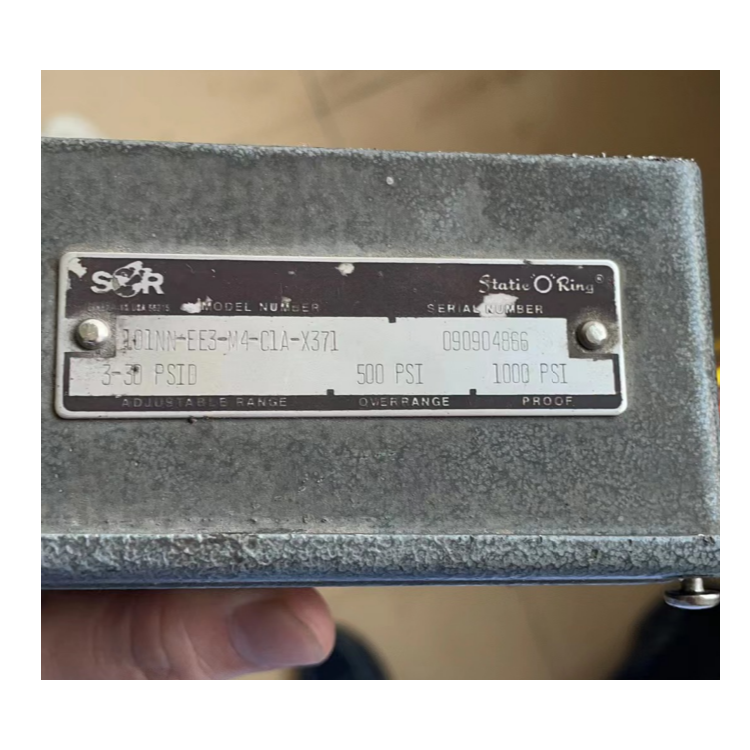 SOR Static "O" Ring®
MODEL NUMBER SERIAL NUMBER
101NN-EE3-M4-C1A-X371 090904866
3-30 PSID 500 PSI 1000 PSI
ADJUSTABLE RANGE OVERRANGE PROOF